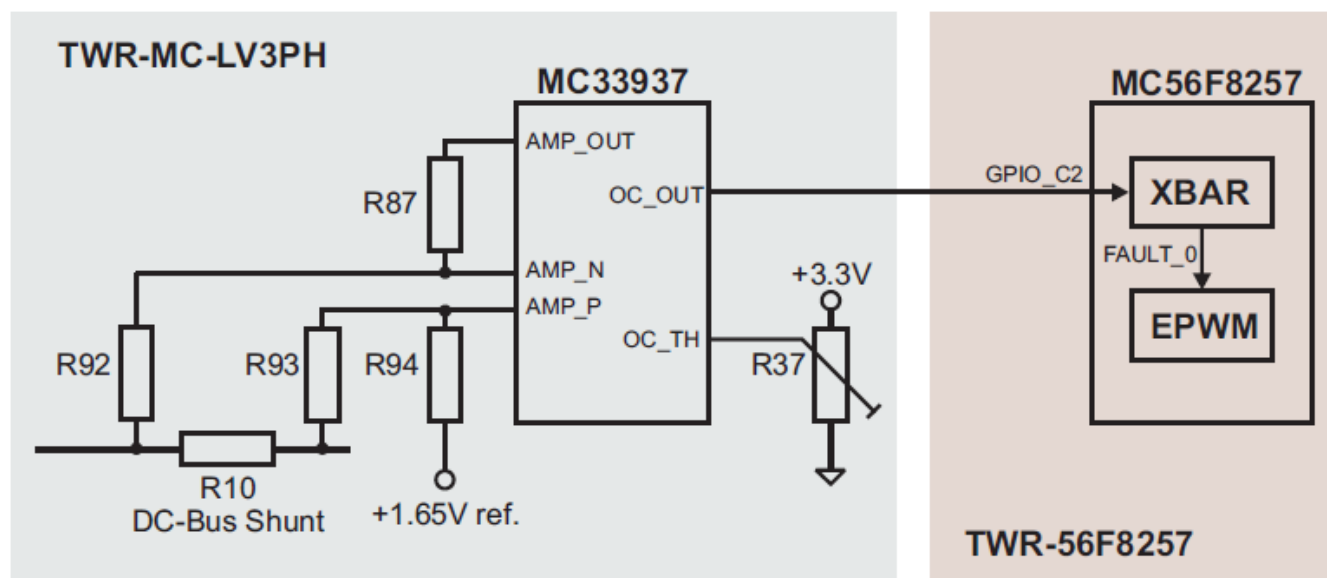 TWR-MC-LV3PH
MC33937
MC56F8257
AMP_OUT
R87
OC_OUT
GPIO_C2
XBAR
FAULT_0
AMP_N
+3.3V
AMP_P
EPWM
OC_TH
R92
R93
R94
R37
R10
DC-Bus Shunt
+1.65V ref.
TWR-56F8257